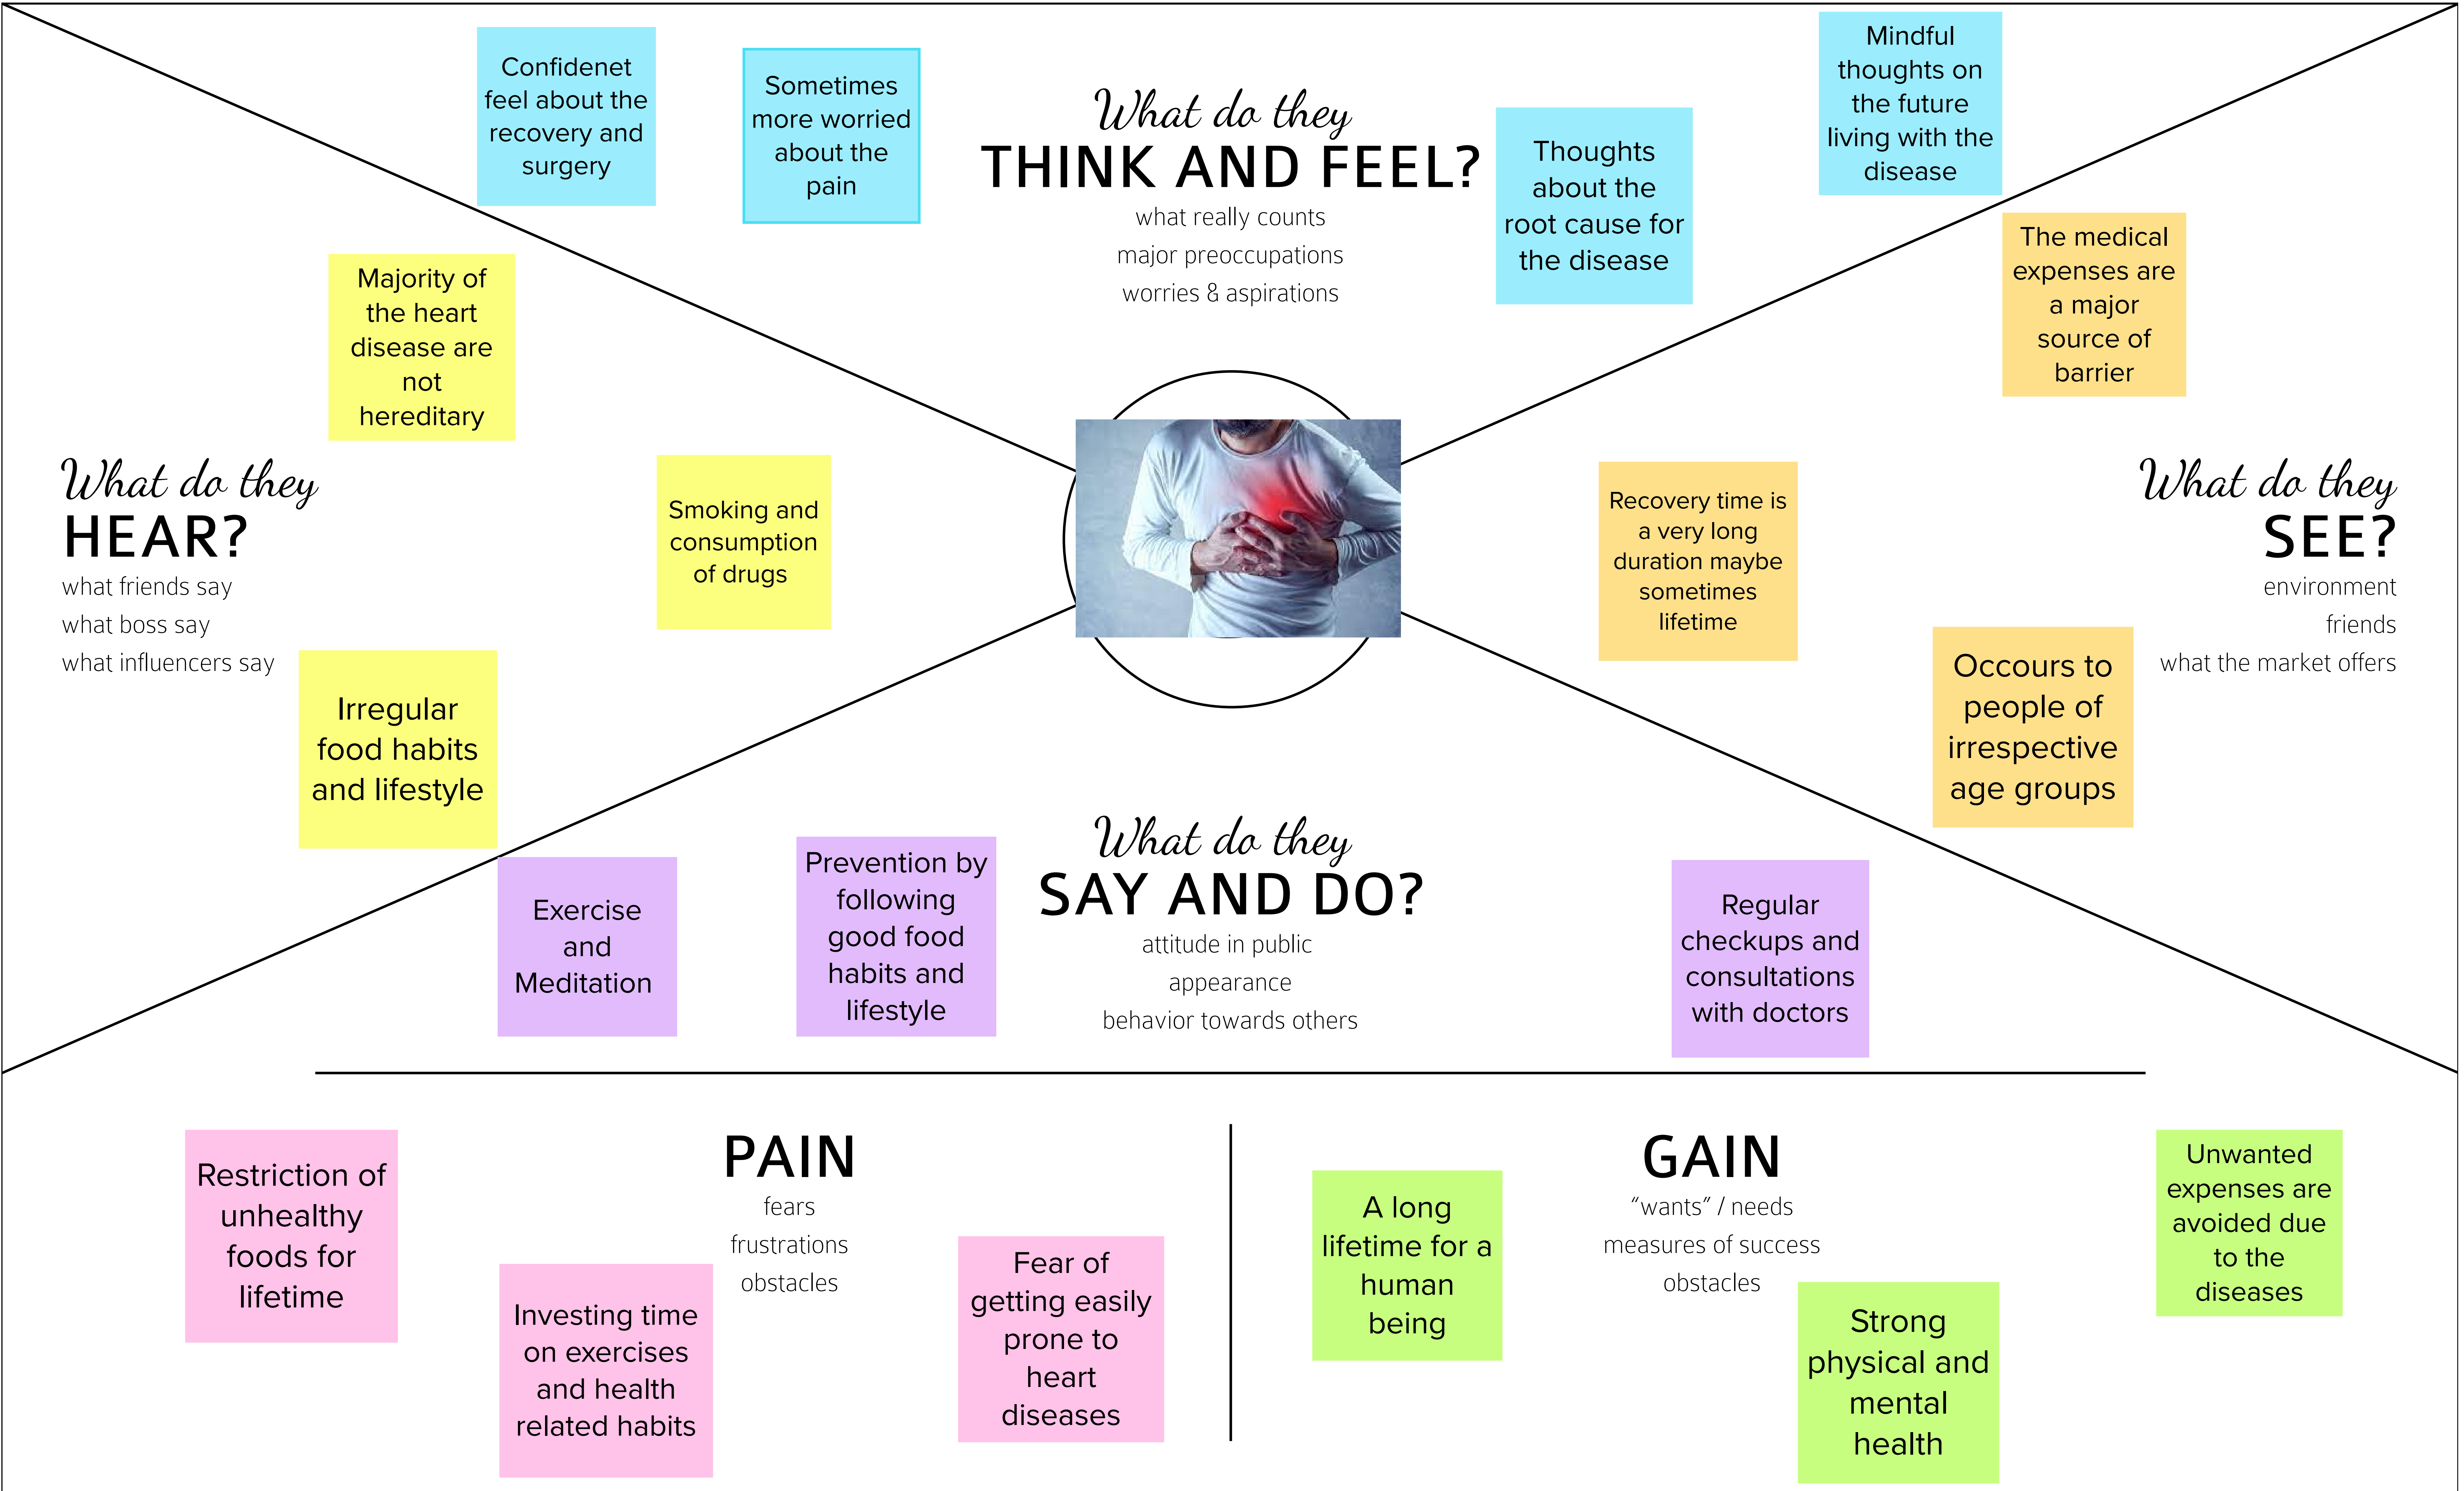 Confidenet
feel about the
recovery and
surgery
Sometimes
more worried
about the
pain
What do they
THINK AND FEEL?
what really counts
major preoccupations
worries & aspirations
Thoughts
about the
root cause for
the disease
Mindful
thoughts on
the future
living with the
disease
Majority of
the heart
disease are
not
hereditary
What do they
HEAR?
what friends say
what boss say
what influencers say
Smoking and
consumption
of drugs
Irregular
food habits
and lifestyle
The medical
expenses are
a major
source of
barrier
Recovery time is
a very long
duration maybe
sometimes
lifetime
What do they
SEE?
environment
friends
what the market offers
Occours to
people of
irrespective
age groups
Exercise
and
Meditation
Prevention by
following
good food
habits and
lifestyle
What do they
SAY AND DO?
attitude in public
appearance
behavior towards others
Regular
checkups and
consultations
with doctors
Restriction of
unhealthy
foods for
lifetime
PAIN
fears
frustrations
obstacles
Investing time
on exercises
and health
related habits
Fear of
getting easily
prone to
heart
diseases
A long
lifetime for a
human
being
GAIN
“wants” / needs
measures of success
obstacles
Strong
physical and
mental
health
Unwanted
expenses are
avoided due
to the
diseases